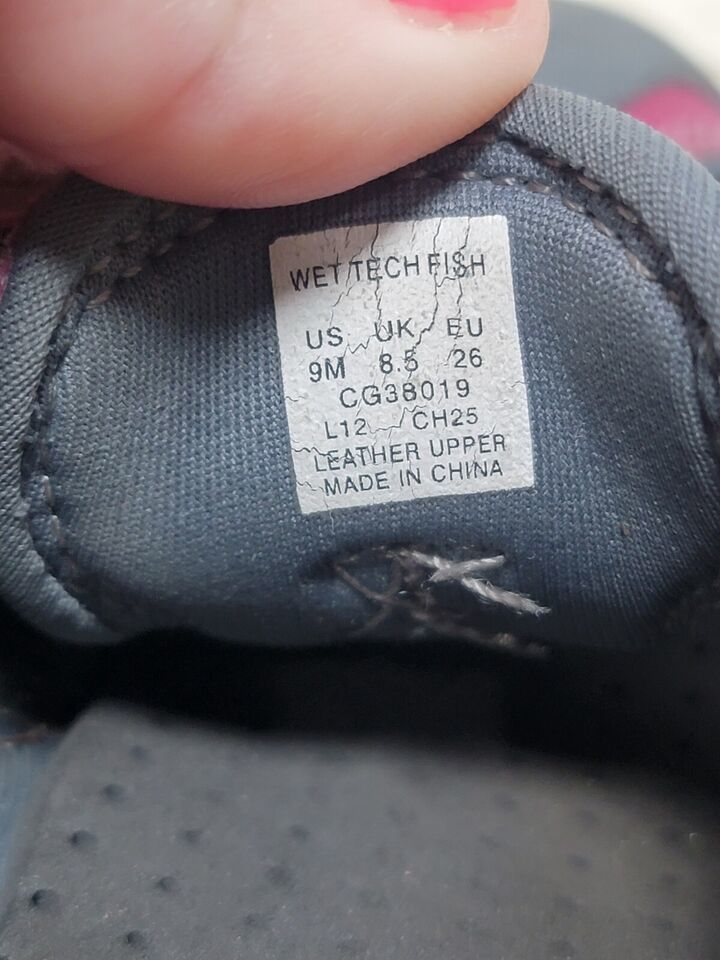 WET TECH FISH
US UK EU
9M 8.5 26
CG38019
L12 CH25
LEATHER UPPER
MADE IN CHINA